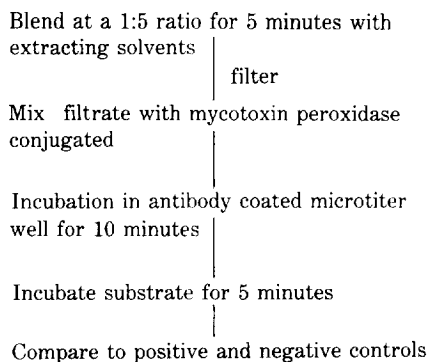 Blend at a 1:5 ratio for 5 minutes with
extracting solvents
filter
Mix filtrate with mycotoxin peroxidase
conjugated
Incubation in antibody coated microtiter
well for 10 minutes
Incubate substrate for 5 minutes
Compare to positive and negative controls